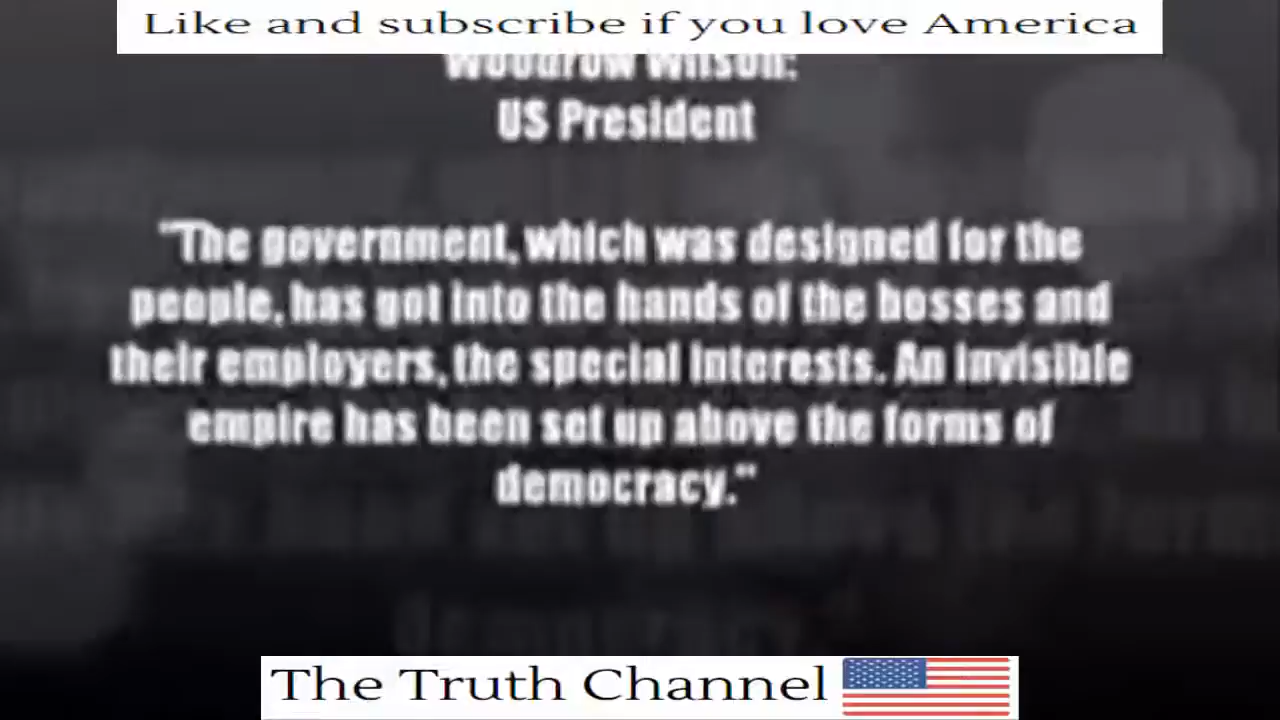 Like and subscribe if you love America
Woodrow Wilson:
US President
"The government, which was designed for the
people, has got into the hands of the bosses and
their employers, the special interests. An invisible
empire has been set up above the forms of
democracy."
The Truth Channel